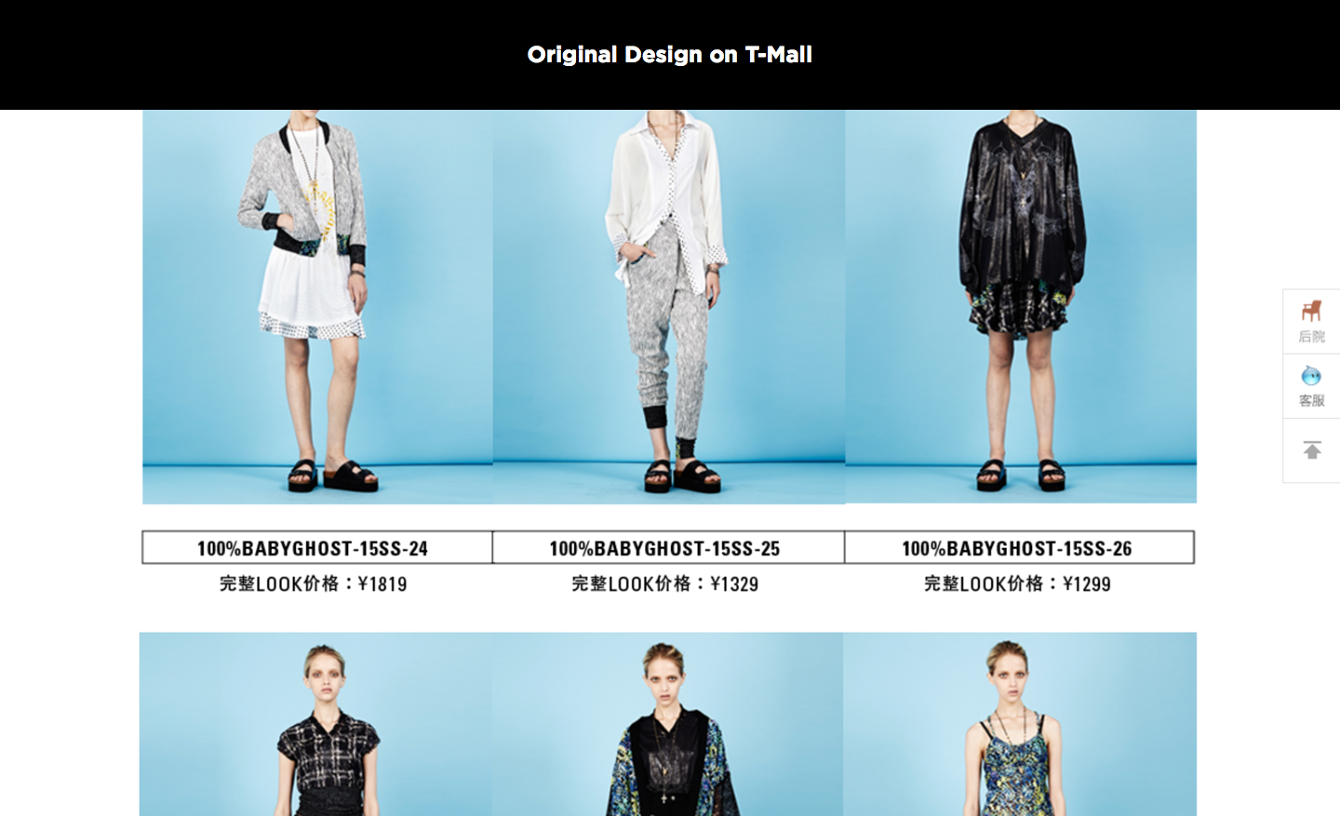 Original Design on T-Mall
后院
客服
100%BABYGHOST-15SS-24
100%BABYGHOST-15SS-25
100%BABYGHOST-15SS-26
完整LOOK价格：¥1819
完整LOOK价格：¥1329
完整LOOK价格：¥1299